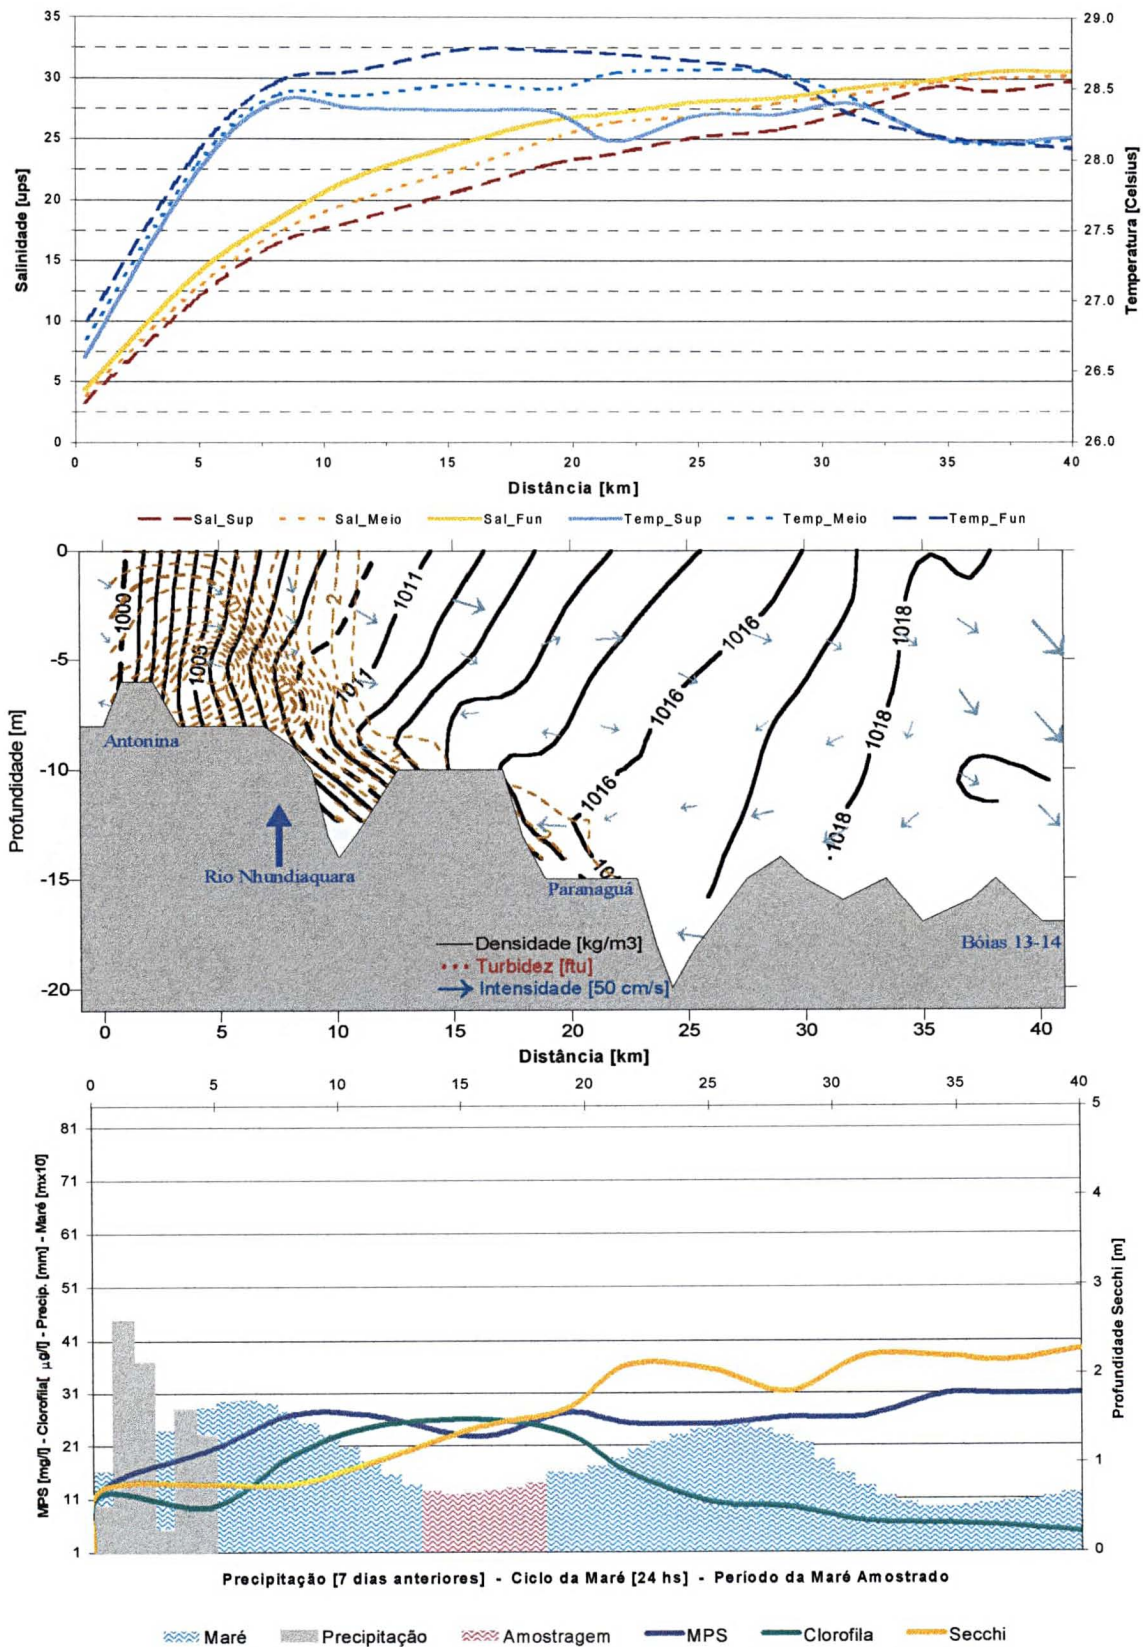 35
30
25
20
15
10
5
0
Salinidade [ups]
29.0
28.5
28.0
27.5
27.0
26.5
26.0
Temperatura [Celsius]
0 5 10 15 20 25 30 35 40
Distância [km]
Sal_Sup Sal_Meio Sal_Fun Temp_Sup Temp_Meio Temp_Fun
0
-5
-10
-15
-20
Profundidade [m]
1000
1005
2
1011
1011
1016
1016
1016
1018
1018
1018
Antonina
Rio Nhundiaquara
Paranaguá
Bóias 13-14
Densidade [kg/m3]
Turbidez [ftu]
Intensidade [50 cm/s]
0 5 10 15 20 25 30 35 40
Distância [km]
0 5 10 15 20 25 30 35 40
81
71
61
51
41
31
21
11
1
MPS [mg/l] - Clorofila[ µg/l] - Precip. [mm] - Maré [mx10]
5
4
3
2
1
0
Profundidade Secchi [m]
Precipitação [7 dias anteriores] - Ciclo da Maré [24 hs] - Período da Maré Amostrado
Maré Precipitação Amostragem MPS Clorofila Secchi